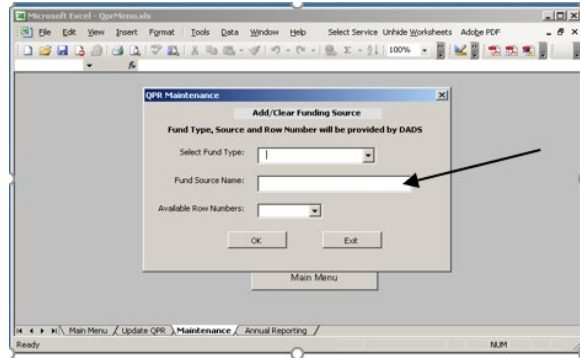 Microsoft Excel - QprMenu.xls
File Edit View Insert Format Tools Data Window Help Select Service Unhide Worksheets Adobe PDF
100%
fx
QPR Maintenance
Add/Clear Funding Source
Fund Type, Source and Row Number will be provided by DADS
Select Fund Type:
Fund Source Name:
Available Row Numbers:
OK Exit
Main Menu
Main Menu Update QPR Maintenance Annual Reporting
Ready NUM